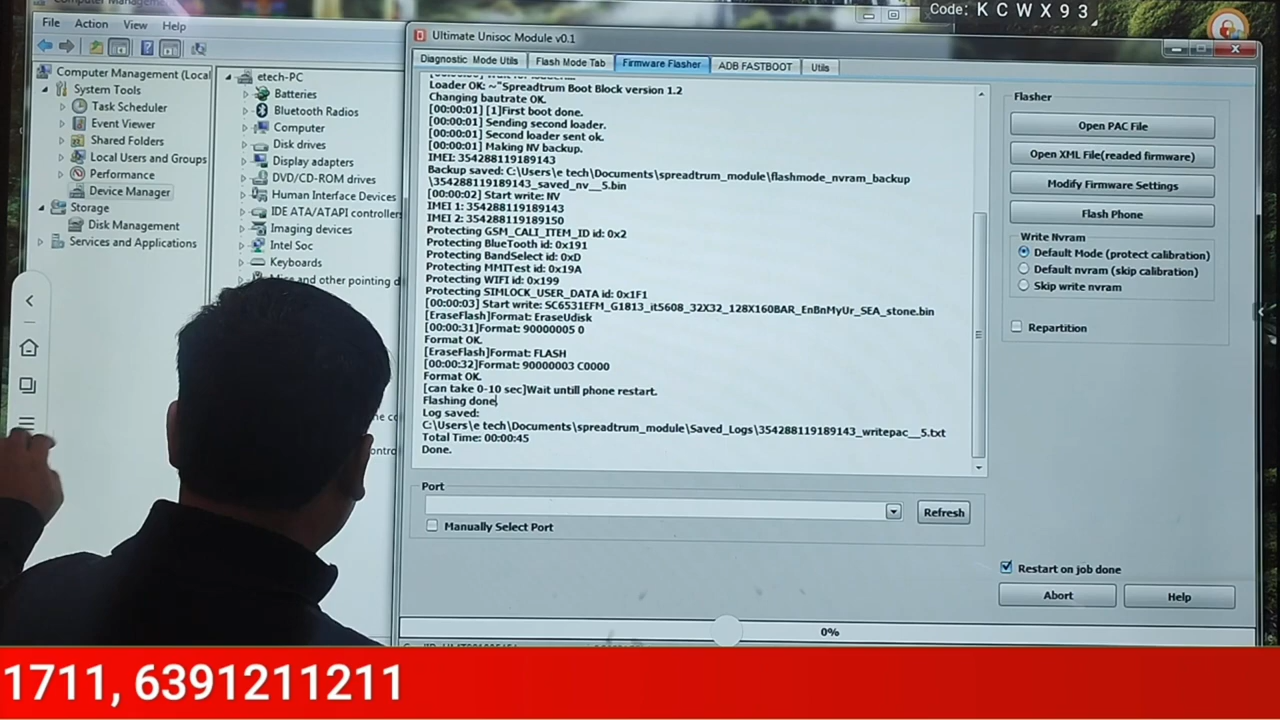 Code: K C W X 9 3
File Action View Help
Computer Management (Local
System Tools
Task Scheduler
Event Viewer
Shared Folders
Local Users and Groups
Performance
Device Manager
Storage
Disk Management
Services and Applications
etech-PC
Batteries
Bluetooth Radios
Computer
Disk drives
Display adapters
DVD/CD-ROM drives
Human Interface Devices
IDE ATA/ATAPI controllers
Imaging devices
Intel Soc
Keyboards
Mice and other pointing d
Ultimate Unisoc Module v0.1
Diagnostic Mode Utils
Flash Mode Tab
Firmware Flasher
ADB FASTBOOT
Utils
Loader OK: ~"Spreadtrum Boot Block version 1.2
Changing bautrate OK.
[00:00:01] [1]First boot done.
[00:00:01] Sending second loader.
[00:00:01] Second loader sent ok.
[00:00:01] Making NV backup.
IMEI: 354288119189143
Backup saved: C:\Users\e tech\Documents\spreadtrum_module\flashmode_nvram_backup
\354288119189143_saved_nv__5.bin
[00:00:02] Start write: NV
IMEI 1: 354288119189143
IMEI 2: 354288119189150
Protecting GSM_CALI_ITEM_ID id: 0x2
Protecting BlueTooth id: 0x191
Protecting BandSelect id: 0xD
Protecting MMITest id: 0x19A
Protecting WIFI id: 0x199
Protecting SIMLOCK_USER_DATA id: 0x1F1
[00:00:03] Start write: SC6531EFM_G1813_it5608_32X32_128X160BAR_EnBnMyUr_SEA_stone.bin
[EraseFlash]Format: EraseUdisk
[00:00:31]Format: 90000005 0
Format OK.
[EraseFlash]Format: FLASH
[00:00:32]Format: 90000003 C0000
Format OK.
[can take 0-10 sec]Wait untill phone restart.
Flashing done.
Log saved:
C:\Users\e tech\Documents\spreadtrum_module\Saved_Logs\354288119189143_writepac__5.txt
Total Time: 00:00:45
Done.
Port
Refresh
Manually Select Port
Flasher
Open PAC File
Open XML File(readed firmware)
Modify Firmware Settings
Flash Phone
Write Nvram
Default Mode (protect calibration)
Default nvram (skip calibration)
Skip write nvram
Repartition
Restart on job done
Abort
Help
0%
1711, 6391211211